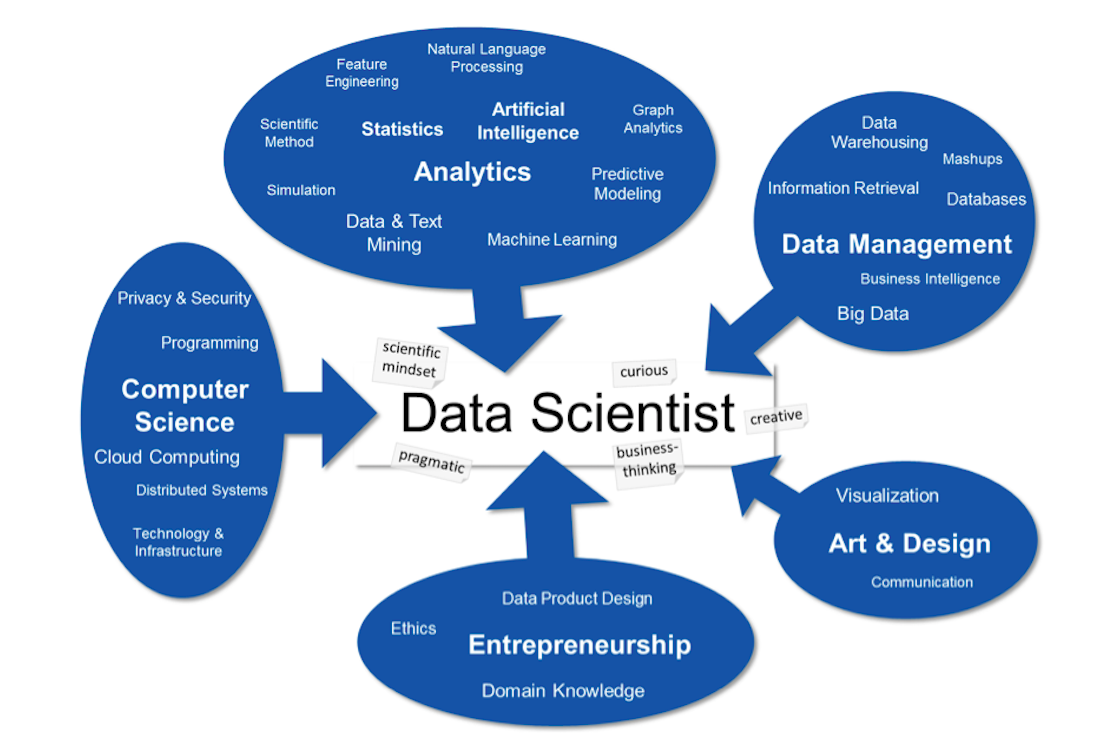 Natural Language
Processing
Feature
Engineering
Artificial
Intelligence
Graph
Analytics
Scientific
Method
Statistics
Analytics
Predictive
Modeling
Simulation
Data & Text
Mining
Machine Learning
Data
Warehousing
Mashups
Information Retrieval
Databases
Data Management
Business Intelligence
Big Data
Privacy & Security
Programming
Computer
Science
Cloud Computing
Distributed Systems
Technology &
Infrastructure
scientific
mindset
curious
Data Scientist
creative
pragmatic
business-
thinking
Visualization
Art & Design
Communication
Data Product Design
Ethics
Entrepreneurship
Domain Knowledge